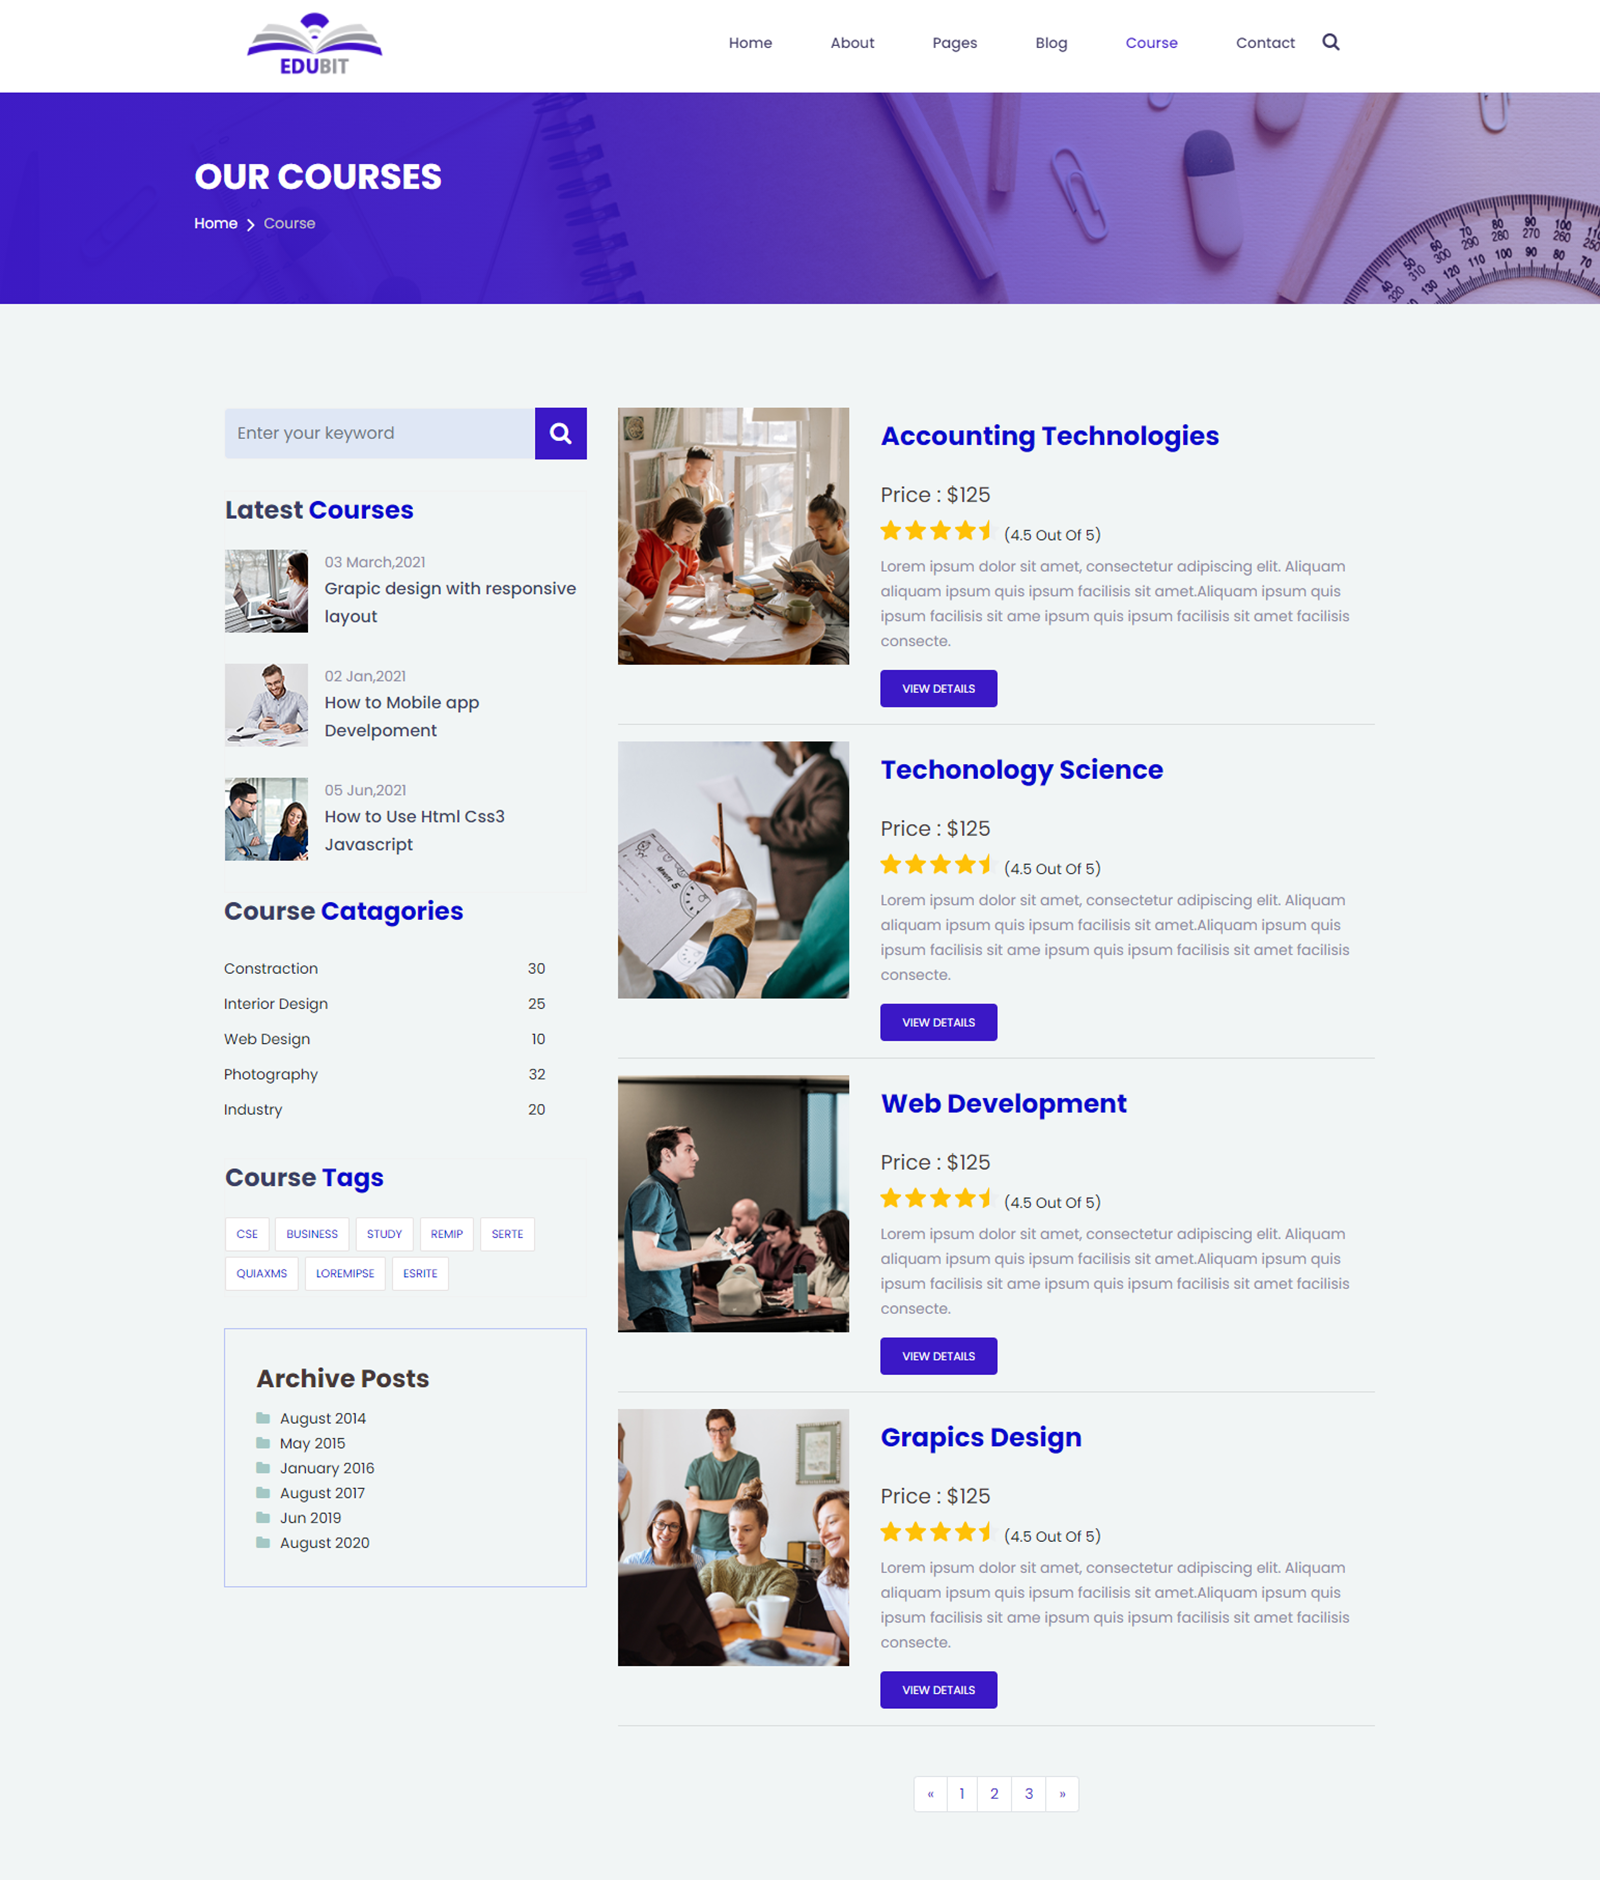 EDUBIT
Home About Pages Blog Course Contact
OUR COURSES
Home Course
Enter your keyword
Latest Courses
03 March,2021
Grapic design with responsive
layout
02 Jan,2021
How to Mobile app
Develpoment
05 Jun,2021
How to Use Html Css3
Javascript
Course Catagories
Constraction 30
Interior Design 25
Web Design 10
Photography 32
Industry 20
Course Tags
CSE BUSINESS STUDY REMIP SERTE
QUIAXMS LOREMIPSE ESRITE
Archive Posts
August 2014
May 2015
January 2016
August 2017
Jun 2019
August 2020
Accounting Technologies
Price : $125
(4.5 Out Of 5)
Lorem ipsum dolor sit amet, consectetur adipiscing elit. Aliquam
aliquam ipsum quis ipsum facilisis sit amet.Aliquam ipsum quis
ipsum facilisis sit ame ipsum quis ipsum facilisis sit amet facilisis
consecte.
VIEW DETAILS
Techonology Science
Price : $125
(4.5 Out Of 5)
Lorem ipsum dolor sit amet, consectetur adipiscing elit. Aliquam
aliquam ipsum quis ipsum facilisis sit amet.Aliquam ipsum quis
ipsum facilisis sit ame ipsum quis ipsum facilisis sit amet facilisis
consecte.
VIEW DETAILS
Web Development
Price : $125
(4.5 Out Of 5)
Lorem ipsum dolor sit amet, consectetur adipiscing elit. Aliquam
aliquam ipsum quis ipsum facilisis sit amet.Aliquam ipsum quis
ipsum facilisis sit ame ipsum quis ipsum facilisis sit amet facilisis
consecte.
VIEW DETAILS
Grapics Design
Price : $125
(4.5 Out Of 5)
Lorem ipsum dolor sit amet, consectetur adipiscing elit. Aliquam
aliquam ipsum quis ipsum facilisis sit amet.Aliquam ipsum quis
ipsum facilisis sit ame ipsum quis ipsum facilisis sit amet facilisis
consecte.
VIEW DETAILS
« 1 2 3 »